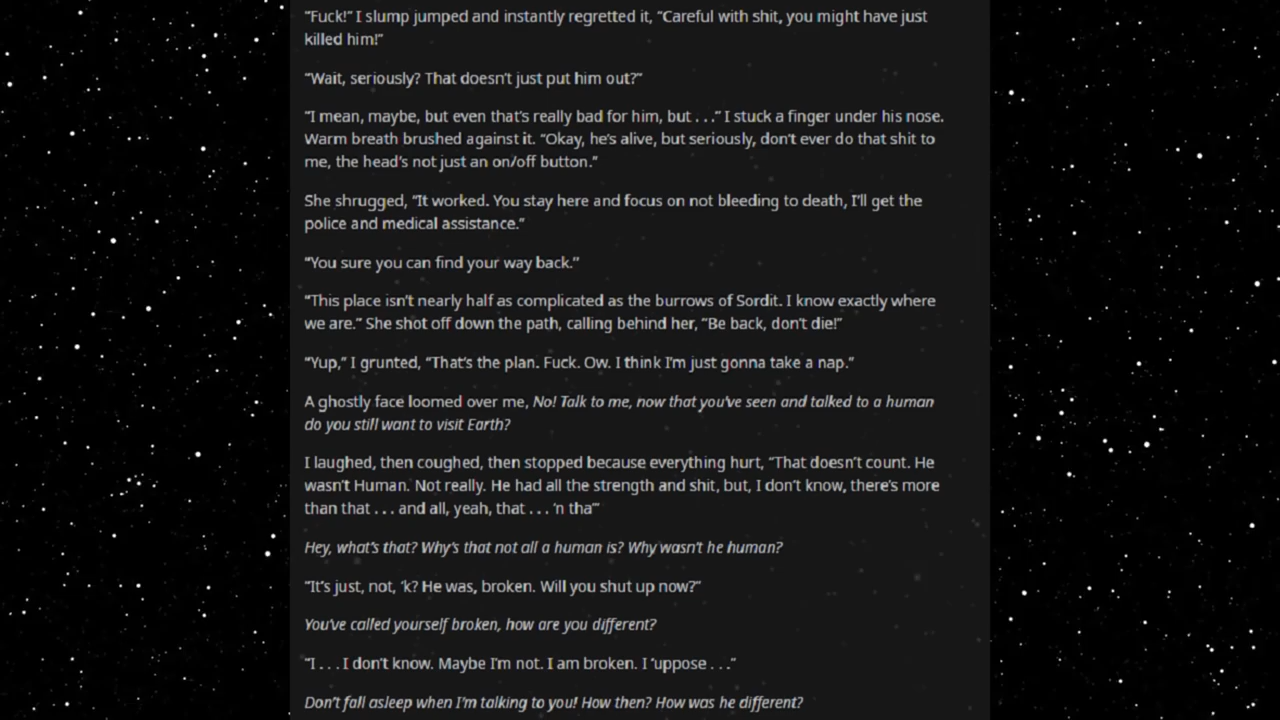 “Fuck!” I slump jumped and instantly regretted it, “Careful with shit, you might have just
killed him!”
“Wait, seriously? That doesn’t just put him out?”
“I mean, maybe, but even that’s really bad for him, but . . .” I stuck a finger under his nose.
Warm breath brushed against it. “Okay, he’s alive, but seriously, don’t ever do that shit to
me, the head’s not just an on/off button.”
She shrugged, “It worked. You stay here and focus on not bleeding to death, I’ll get the
police and medical assistance.”
“You sure you can find your way back.”
“This place isn’t nearly half as complicated as the burrows of Sordit. I know exactly where
we are.” She shot off down the path, calling behind her, “Be back, don’t die!”
“Yup,” I grunted, “That’s the plan. Fuck. Ow. I think I’m just gonna take a nap.”
A ghostly face loomed over me, No! Talk to me, now that you’ve seen and talked to a human
do you still want to visit Earth?
I laughed, then coughed, then stopped because everything hurt, “That doesn’t count. He
wasn’t Human. Not really. He had all the strength and shit, but, I don’t know, there’s more
than that . . . and all, yeah, that . . . ‘n tha’”
Hey, what’s that? Why’s that not all a human is? Why wasn’t he human?
“It’s just, not, ‘k? He was, broken. Will you shut up now?”
You’ve called yourself broken, how are you different?
“I . . . I don’t know. Maybe I’m not. I am broken. I ‘uppose . . .”
Don’t fall asleep when I’m talking to you! How then? How was he different?